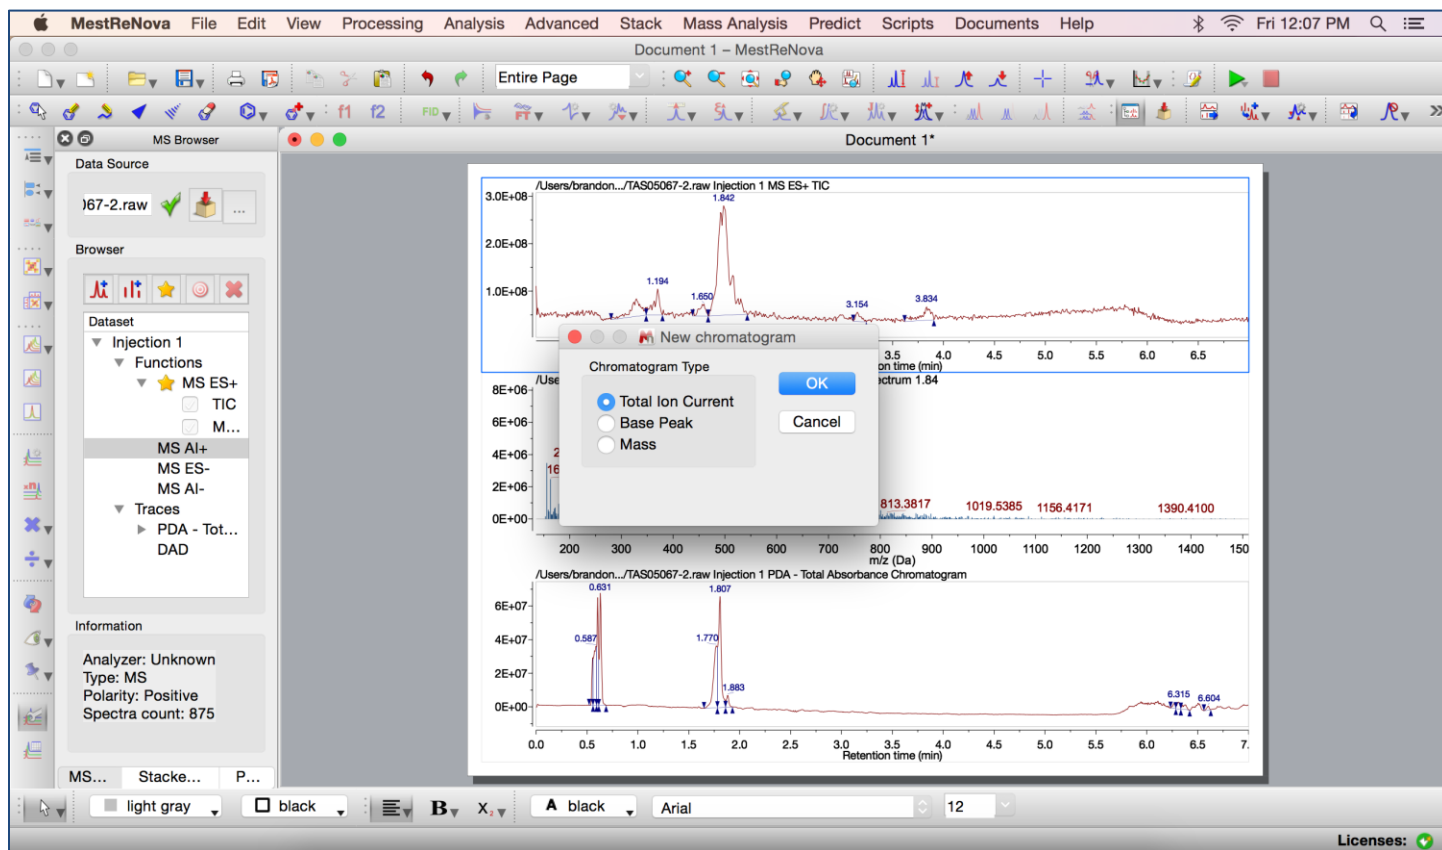 MestReNova File Edit View Processing Analysis Advanced Stack Mass Analysis Predict Scripts Documents Help Fri 12:07 PM
Document 1 – MestReNova
Entire Page
f1 f2 FID FT
MS Browser
Document 1*
Data Source
)67-2.raw ...
Browser
Dataset
Injection 1
Functions
MS ES+
TIC
M...
MS AI+
MS ES-
MS AI-
Traces
PDA - Tot...
DAD
Information
Analyzer: Unknown
Type: MS
Polarity: Positive
Spectra count: 875
MS... Stacke... P...
/Users/brandon.../TAS05067-2.raw Injection 1 MS ES+ TIC
3.0E+08
1.842
2.0E+08
1.194
1.0E+08
1.650
3.154
3.834
3.5 4.0 4.5 5.0 5.5 6.0 6.5
on time (min)
New chromatogram
Chromatogram Type
Total Ion Current
Base Peak
Mass
OK
Cancel
/Use ectrum 1.84
8E+06
6E+06
4E+06
2E+06
0E+00
2
16
813.3817 1019.5385 1156.4171 1390.4100
200 300 400 500 600 700 800 900 1000 1100 1200 1300 1400 150
m/z (Da)
/Users/brandon.../TAS05067-2.raw Injection 1 PDA - Total Absorbance Chromatogram
0.631 1.807
6E+07
4E+07
0.587 1.770
2E+07
1.883
0E+00
6.315 6.604
0.0 0.5 1.0 1.5 2.0 2.5 3.0 3.5 4.0 4.5 5.0 5.5 6.0 6.5 7.
Retention time (min)
light gray black B X₂ A black Arial 12
Licenses: